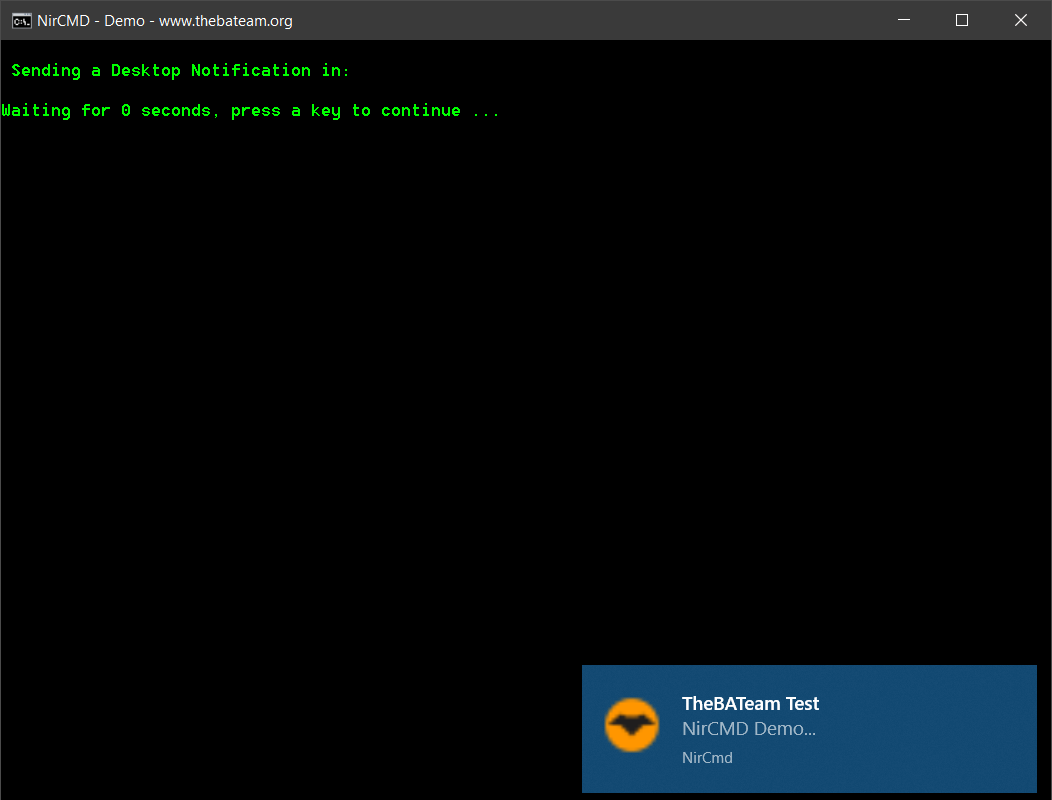 NirCMD - Demo - www.thebateam.org
Sending a Desktop Notification in:
Waiting for 0 seconds, press a key to continue ...
TheBATeam Test
NirCMD Demo...
NirCmd